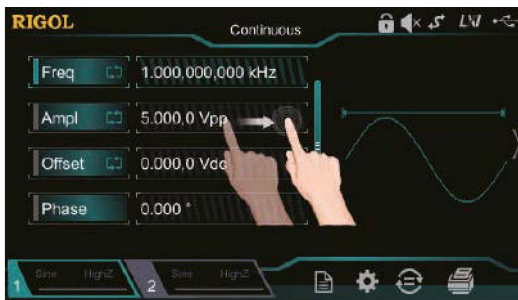 RIGOL
Continuous
Freq 1.000,000,000 kHz
Ampl 5.000,0 Vpp
Offset 0.000,0 Vdc
Phase 0.000 °
1 Sine HighZ
2 Sine HighZ